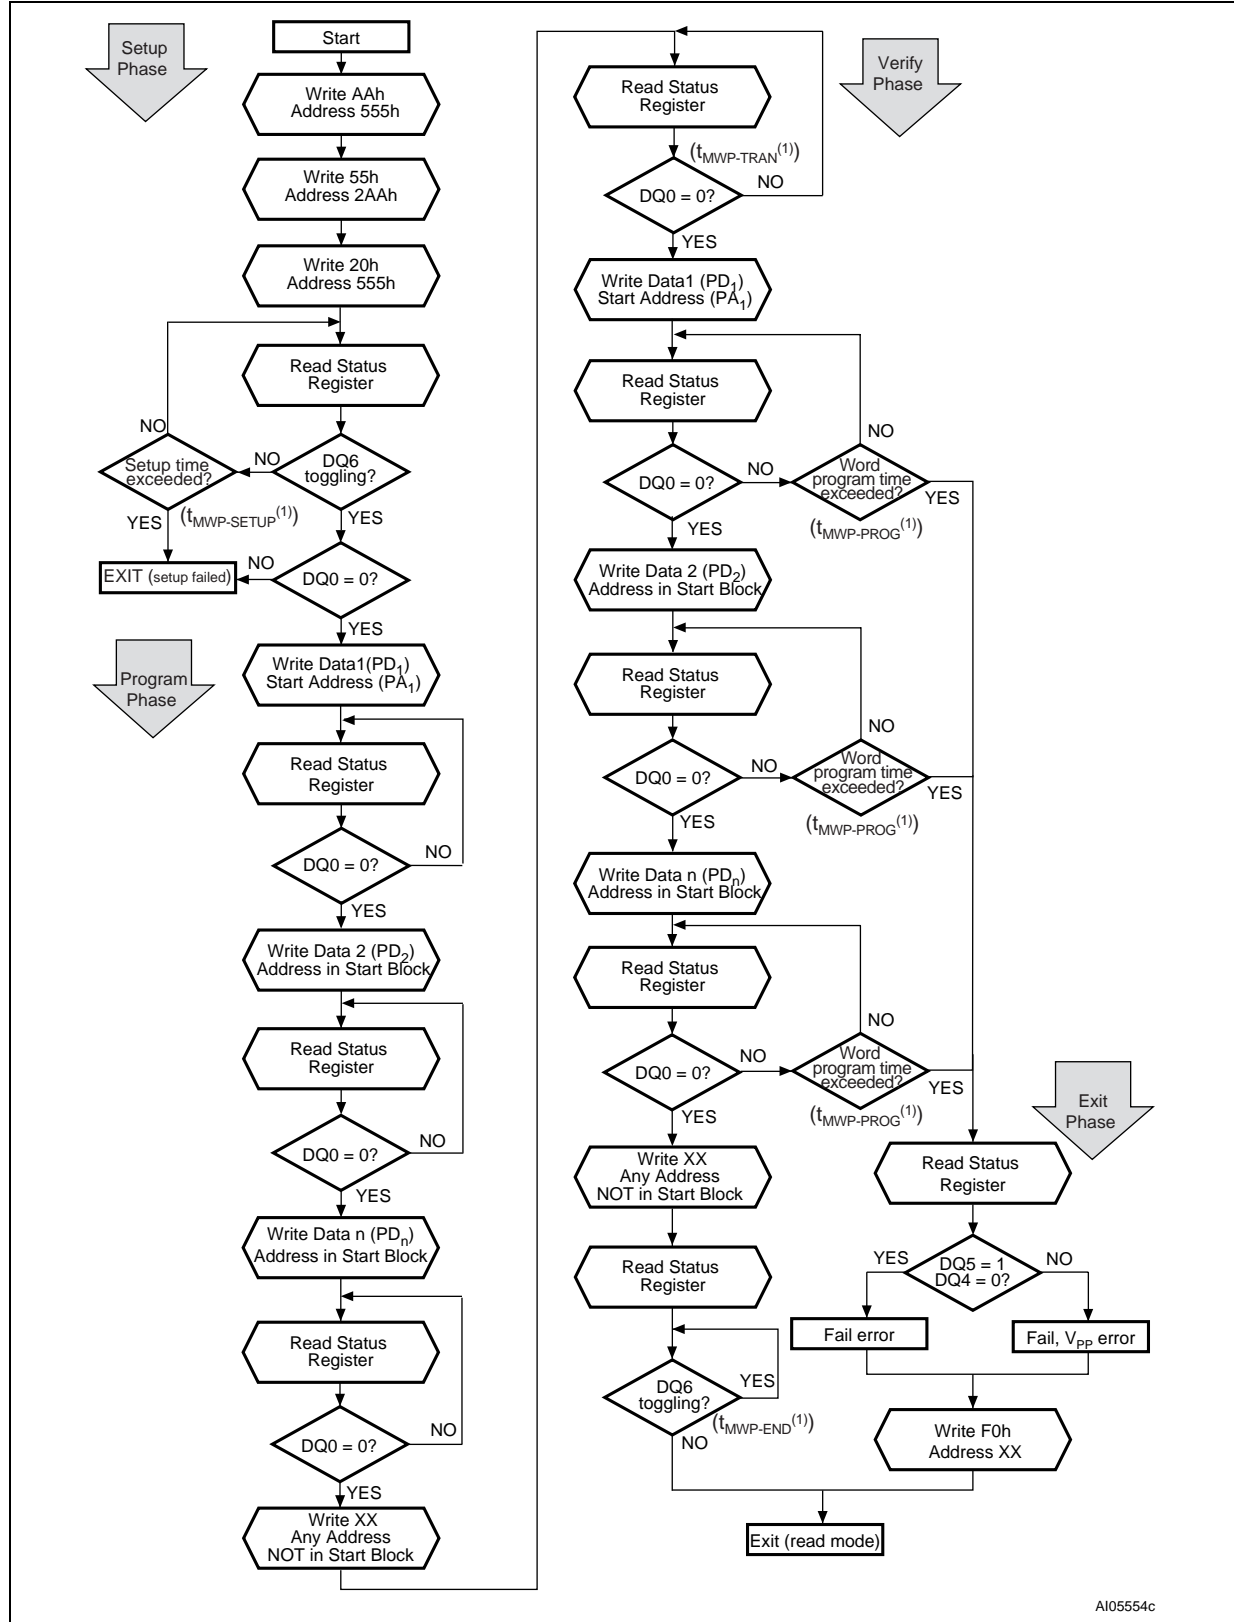 Setup
Phase
Start
Write AAh
Address 555h
Write 55h
Address 2AAh
Write 20h
Address 555h
Read Status
Register
NO
Setup time
exceeded?
NO
DQ6
toggling?
YES
(tMWP-SETUP(1))
YES
EXIT (setup failed)
NO
DQ0 = 0?
YES
Program
Phase
Write Data1(PD1)
Start Address (PA1)
Read Status
Register
DQ0 = 0?
NO
YES
Write Data 2 (PD2)
Address in Start Block
Read Status
Register
DQ0 = 0?
NO
YES
Write Data n (PDn)
Address in Start Block
Read Status
Register
DQ0 = 0?
NO
YES
Write XX
Any Address
NOT in Start Block
Verify
Phase
Read Status
Register
(tMWP-TRAN(1))
DQ0 = 0?
NO
YES
Write Data1 (PD1)
Start Address (PA1)
Read Status
Register
NO
DQ0 = 0?
NO
Word
program time
exceeded?
YES
(tMWP-PROG(1))
YES
Write Data 2 (PD2)
Address in Start Block
Read Status
Register
NO
DQ0 = 0?
NO
Word
program time
exceeded?
YES
(tMWP-PROG(1))
YES
Write Data n (PDn)
Address in Start Block
Read Status
Register
NO
DQ0 = 0?
NO
Word
program time
exceeded?
YES
(tMWP-PROG(1))
YES
Write XX
Any Address
NOT in Start Block
Read Status
Register
DQ6
toggling?
YES
(tMWP-END(1))
NO
Exit
Phase
Read Status
Register
YES
DQ5 = 1
DQ4 = 0?
NO
Fail error
Fail, VPP error
Write F0h
Address XX
Exit (read mode)
AI05554c